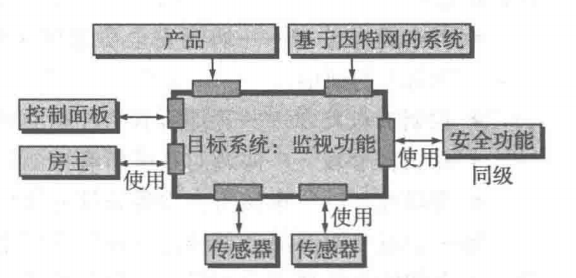 产品
基于因特网的系统
控制面板
目标系统：监视功能
安全功能
房主
使用
使用
同级
使用
传感器
传感器